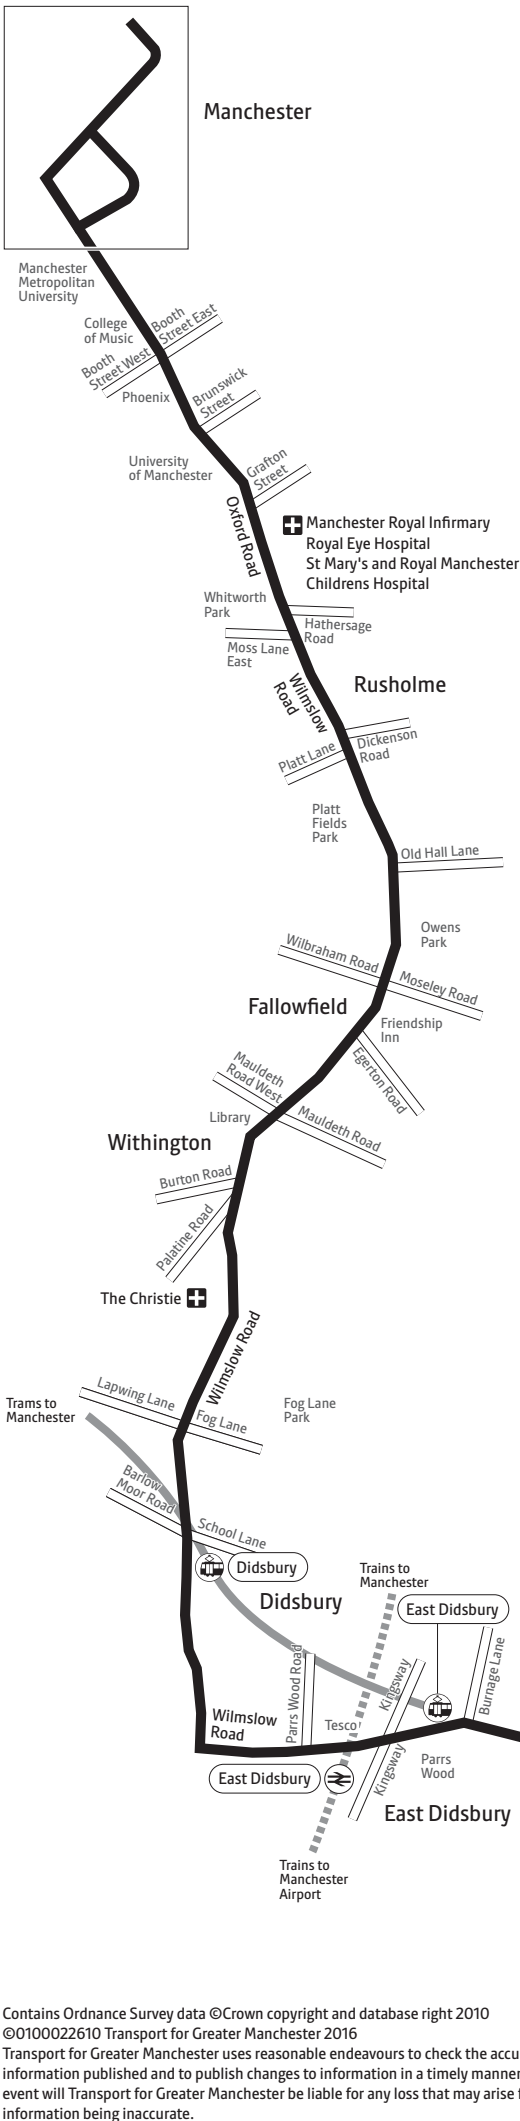 Manchester
Manchester
Metropolitan
University
College
of Music
Booth
Street East
Booth
Street West
Phoenix
Brunswick
Street
University
of Manchester
Grafton
Street
Oxford Road
Manchester Royal Infirmary
Royal Eye Hospital
St Mary's and Royal Manchester
Childrens Hospital
Whitworth
Park
Hathersage
Road
Moss Lane
East
Wilmslow
Road
Rusholme
Platt Lane
Dickenson
Road
Platt
Fields
Park
Old Hall Lane
Owens
Park
Wilbraham Road
Moseley Road
Fallowfield
Friendship
Inn
Egerton Road
Mauldeth
Road West
Library
Mauldeth Road
Withington
Burton Road
Palatine Road
The Christie
Wilmslow Road
Lapwing Lane
Fog Lane
Fog Lane
Park
Trams to
Manchester
Barlow
Moor Road
School Lane
Didsbury
Didsbury
Trains to
Manchester
East Didsbury
Parrs Wood Road
Kingsway
Burnage Lane
Wilmslow
Road
Tesco
Kingsway
Parrs
Wood
East Didsbury
East Didsbury
Trains to
Manchester
Airport
Contains Ordnance Survey data ©Crown copyright and database right 2010
©0100022610 Transport for Greater Manchester 2016
Transport for Greater Manchester uses reasonable endeavours to check the accu
information published and to publish changes to information in a timely manner
event will Transport for Greater Manchester be liable for any loss that may arise f
information being inaccurate.